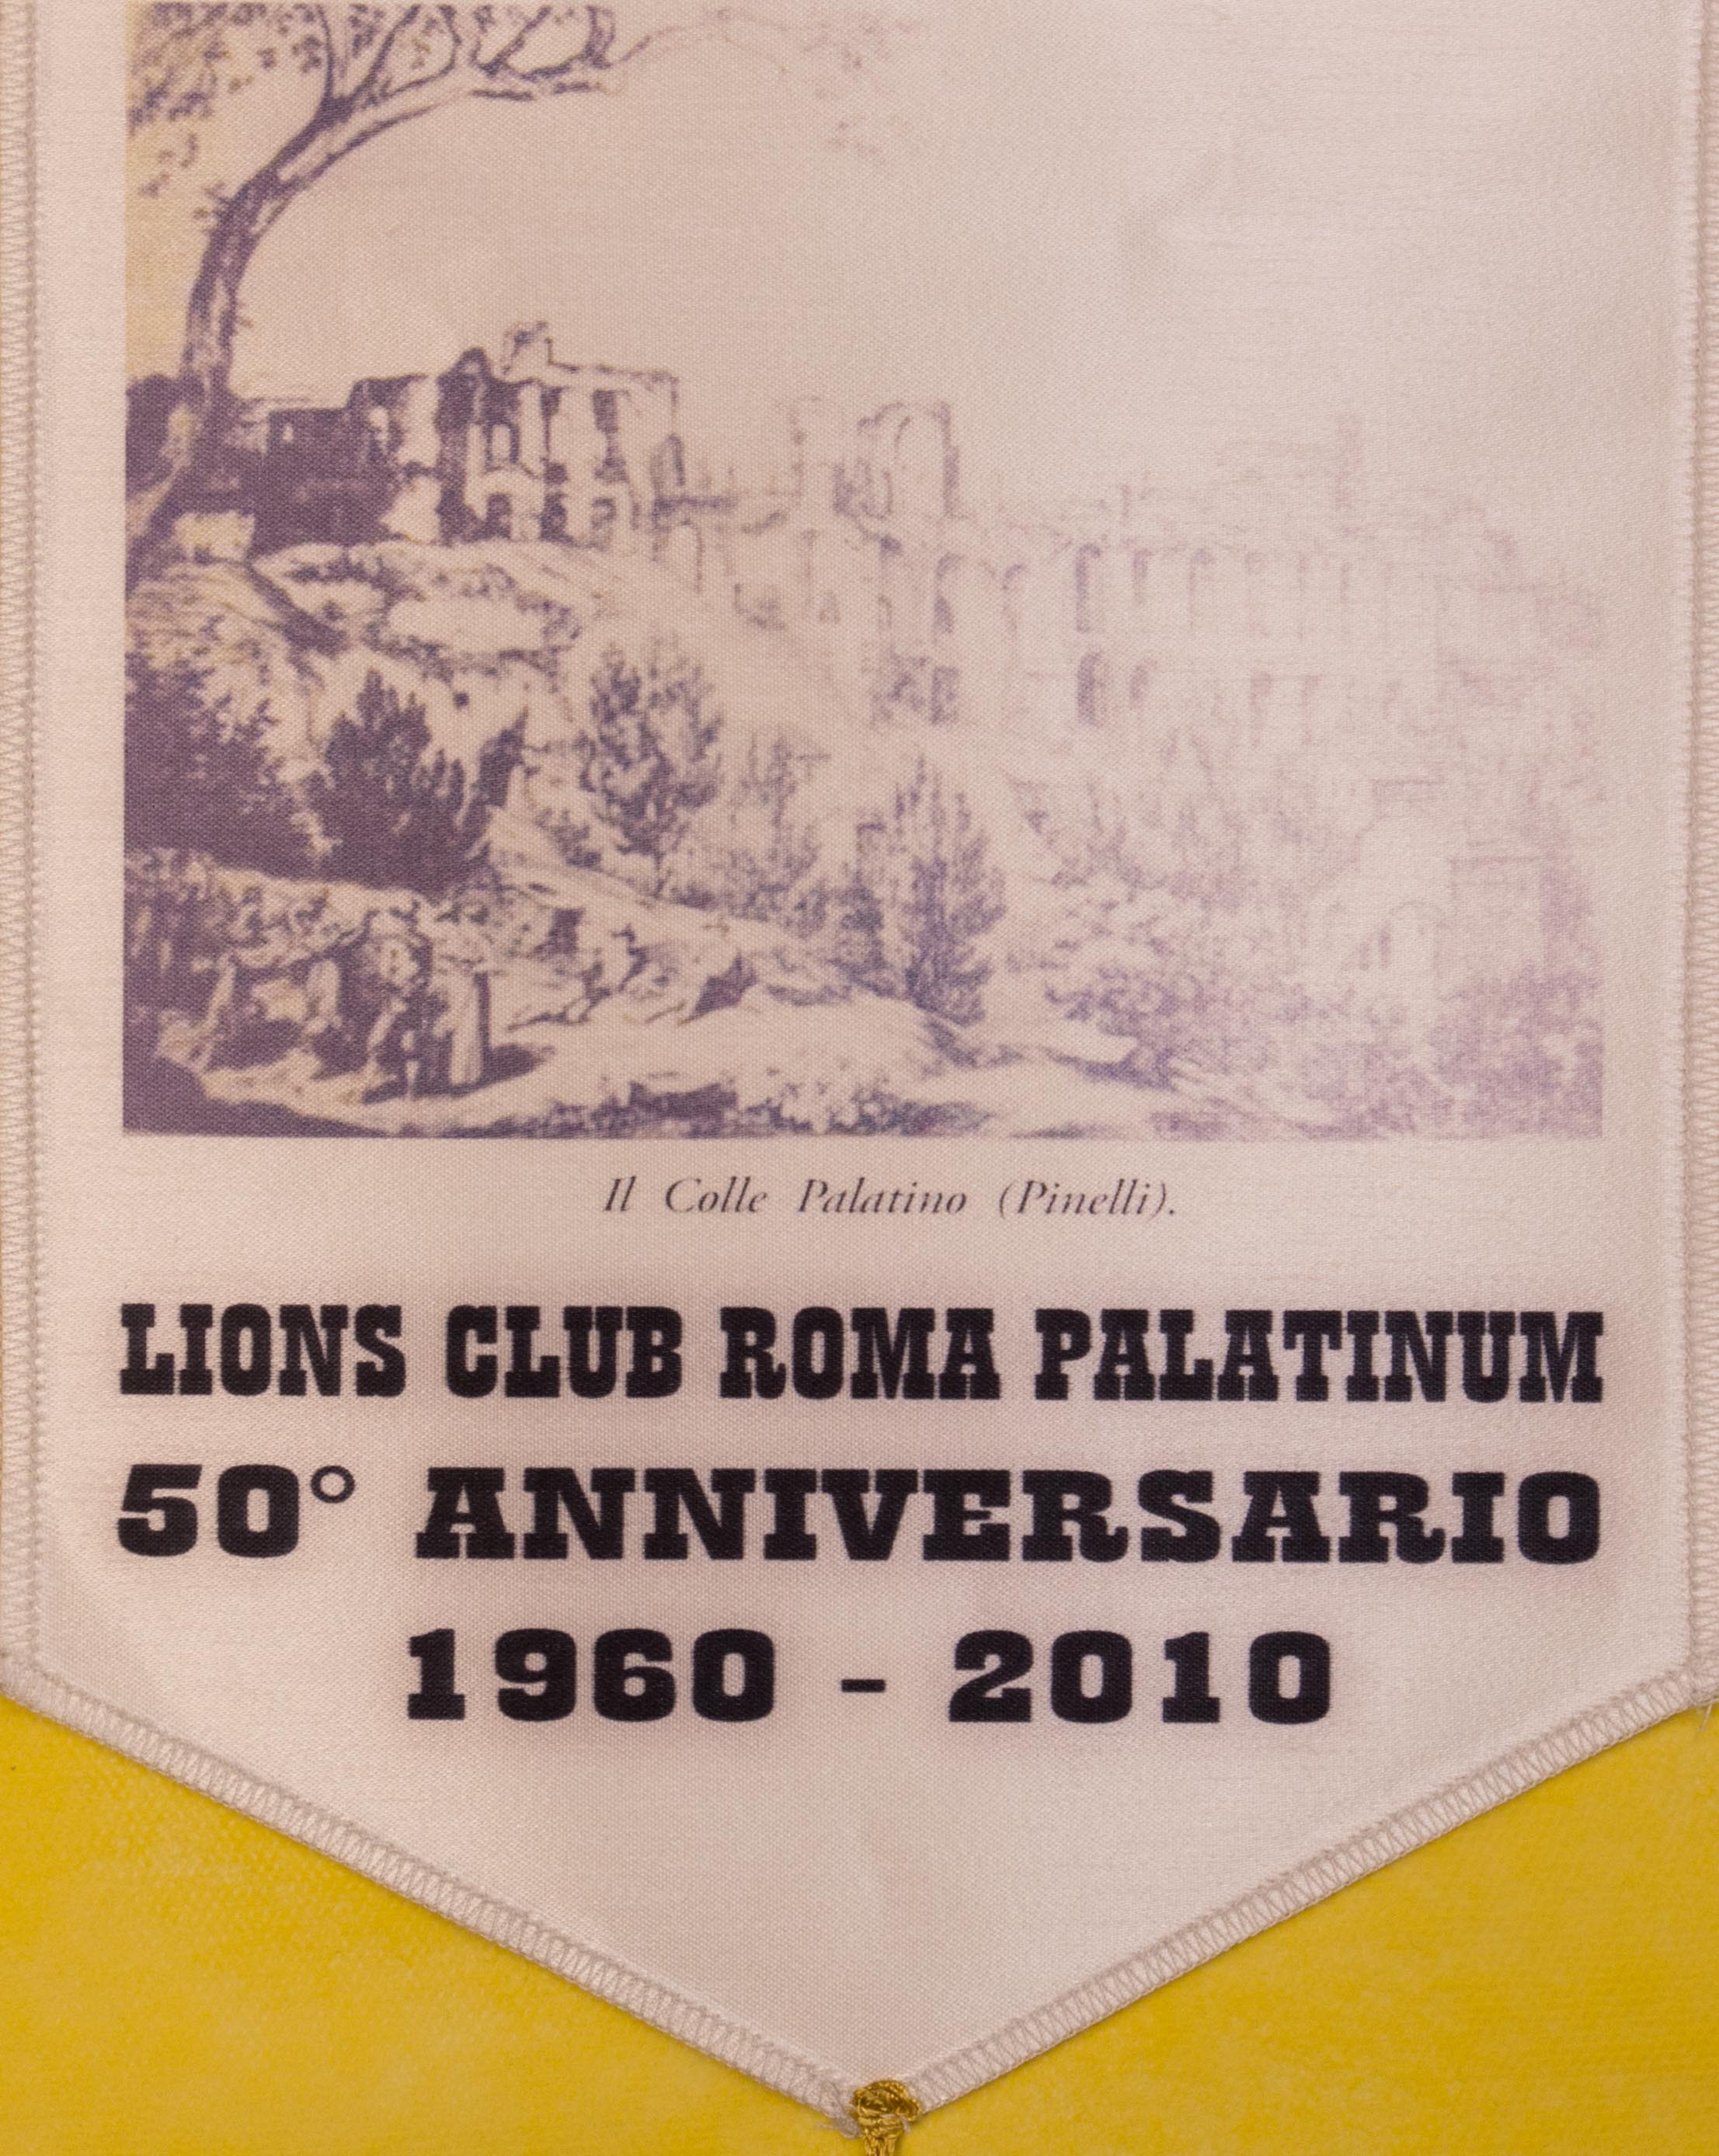 Il Colle Palatino (Pinelli).
LIONS CLUB ROMA PALATINUM
50° ANNIVERSARIO
1960 - 2010